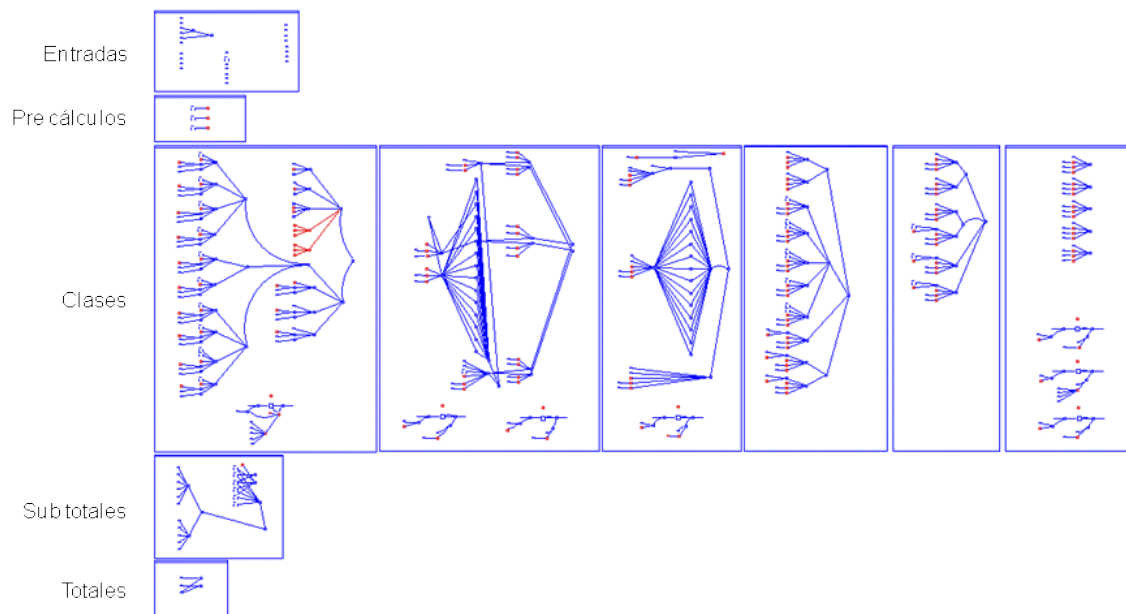 Entradas
Pre cálculos
Clases
Sub totales
Totales